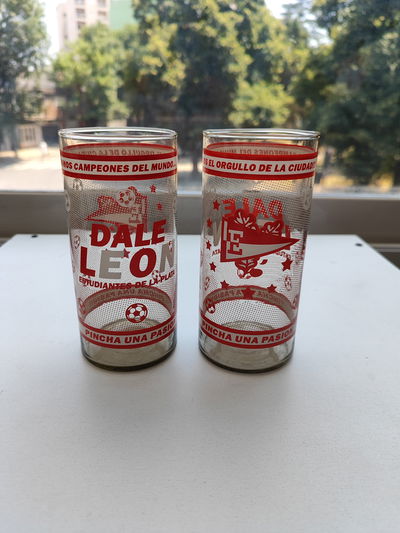 MOS CAMPEONES DEL MUNDO...
DALE
LEON
ESTUDIANTES DE LA PLATA
PINCHA UNA PASION
EL ORGULLO DE LA CIUDAD
E
PINCHA UNA PASION